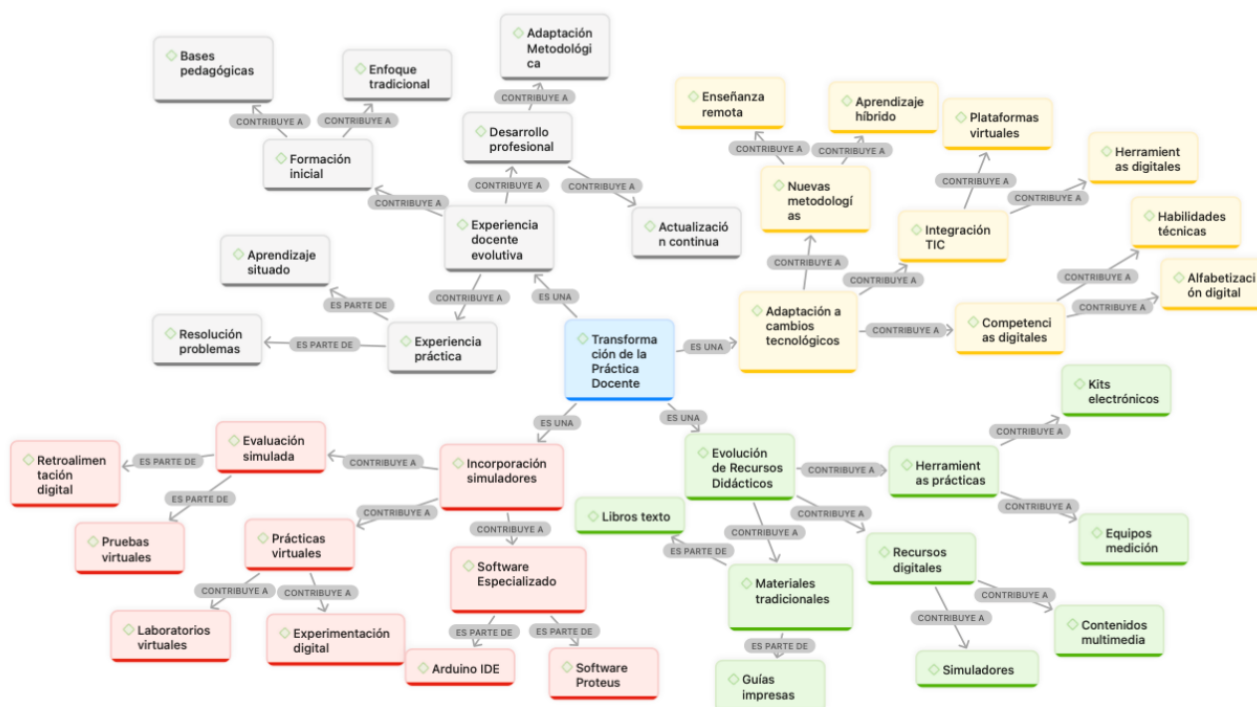 Bases
pedagógicas
CONTRIBUYE A
Enfoque
tradicional
CONTRIBUYE A
Formación
inicial
CONTRIBUYE A
Adaptación
Metodológi
ca
CONTRIBUYE A
Desarrollo
profesional
CONTRIBUYE A
CONTRIBUYE A
Actualizació
n continua
Experiencia
docente
evolutiva
Aprendizaje
situado
ES PARTE DE
CONTRIBUYE A
ES UNA
Resolución
problemas
ES PARTE DE
Experiencia
práctica
Transforma
ción de la
Práctica
Docente
ES UNA
Enseñanza
remota
CONTRIBUYE A
Aprendizaje
híbrido
CONTRIBUYE A
Nuevas
metodologí
as
CONTRIBUYE A
Plataformas
virtuales
CONTRIBUYE A
Herramient
as digitales
CONTRIBUYE A
Integración
TIC
CONTRIBUYE A
Habilidades
técnicas
CONTRIBUYE A
Alfabetizaci
ón digital
CONTRIBUYE A
Adaptación a
cambios
tecnológicos
CONTRIBUYE A
Competenci
as digitales
ES UNA
ES UNA
Evaluación
simulada
Retroalimen
tación
digital
ES PARTE DE
CONTRIBUYE A
Incorporación
simuladores
ES PARTE DE
Pruebas
virtuales
CONTRIBUYE A
Prácticas
virtuales
CONTRIBUYE A
CONTRIBUYE A
CONTRIBUYE A
Laboratorios
virtuales
Experimentación
digital
Software
Especializado
ES PARTE DE
ES PARTE DE
Arduino IDE
Software
Proteus
Evolución
de Recursos
Didácticos
CONTRIBUYE A
Herramient
as prácticas
CONTRIBUYE A
Kits
electrónicos
CONTRIBUYE A
Equipos
medición
CONTRIBUYE A
CONTRIBUYE A
Libros texto
ES PARTE DE
Materiales
tradicionales
ES PARTE DE
Guías
impresas
Recursos
digitales
CONTRIBUYE A
CONTRIBUYE A
Contenidos
multimedia
Simuladores